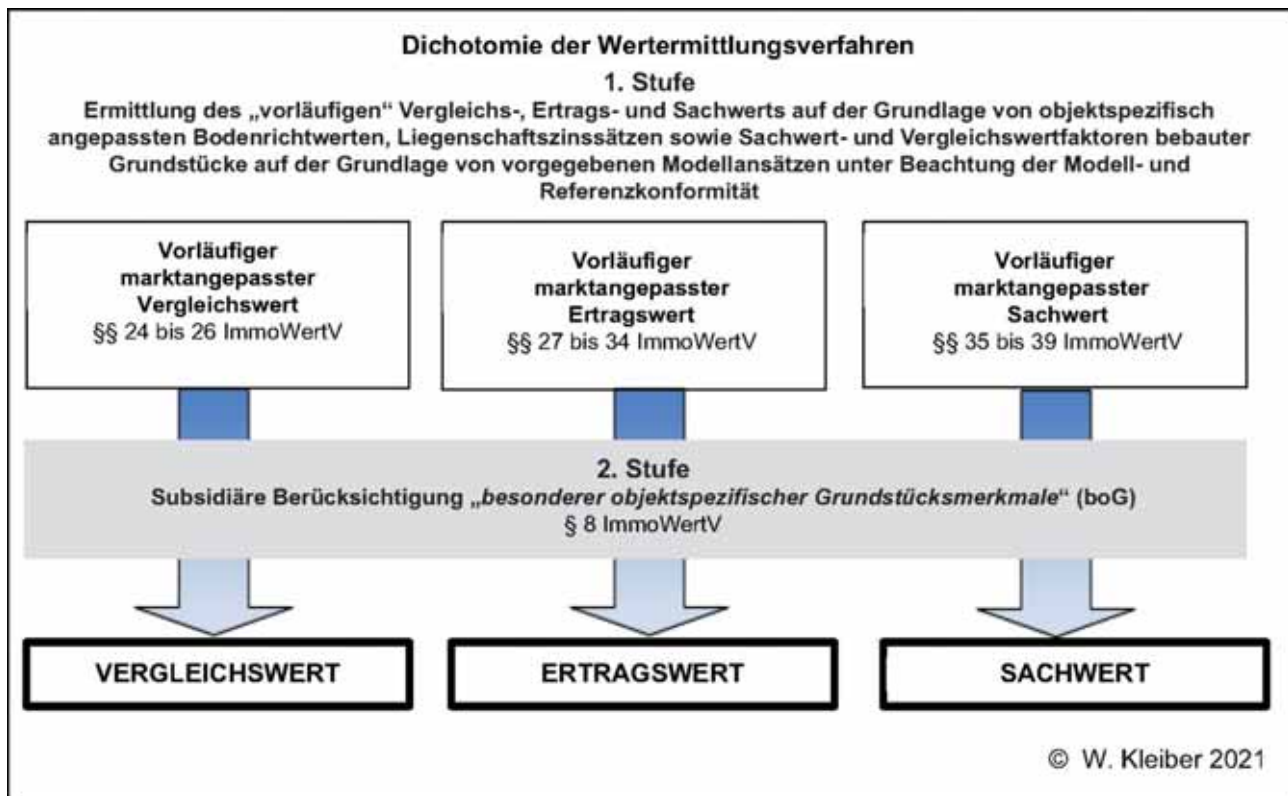 Dichotomie der Wertermittlungsverfahren
1. Stufe
Ermittlung des „vorläufigen“ Vergleichs-, Ertrags- und Sachwerts auf der Grundlage von objektspezifisch
angepassten Bodenrichtwerten, Liegenschaftszinssätzen sowie Sachwert- und Vergleichswertfaktoren bebauter
Grundstücke auf der Grundlage von vorgegebenen Modellansätzen unter Beachtung der Modell- und
Referenzkonformität
Vorläufiger
marktangepasster
Vergleichswert
§§ 24 bis 26 ImmoWertV
Vorläufiger
marktangepasster
Ertragswert
§§ 27 bis 34 ImmoWertV
Vorläufiger
marktangepasster
Sachwert
§§ 35 bis 39 ImmoWertV
2. Stufe
Subsidiäre Berücksichtigung „besonderer objektspezifischer Grundstücksmerkmale“ (boG)
§ 8 ImmoWertV
VERGLEICHSWERT
ERTRAGSWERT
SACHWERT
© W. Kleiber 2021